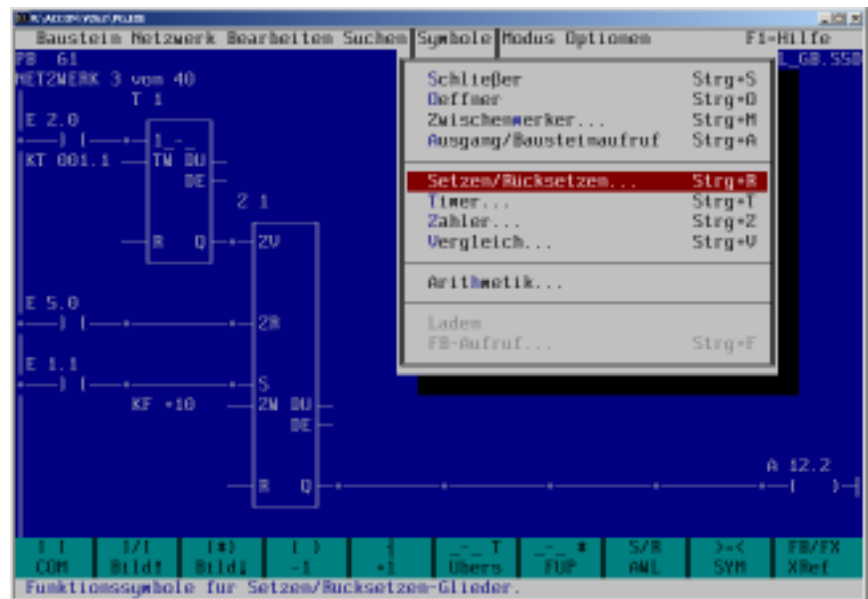 Baustein Netzwerk Bearbeiten Suchen Symbole Modus Optionen F1=Hilfe
PB 61
NETZWERK 3 vom 40
T 1
E 2.0
KT 001.1
TW DU
DE
R Q
Z 1
ZV
E 5.0
ZR
E 1.1
S
KF +10
ZW DU
DE
R Q
A 12.2
Schließer Strg+S
Oeffner Strg+O
Zwischenmerker... Strg+M
Ausgang/Bausteinaufruf Strg+A
Setzen/Rücksetzen... Strg+R
Timer... Strg+T
Zähler... Strg+Z
Vergleich... Strg+V
Arithmetik...
Laden
FB-Aufruf... Strg+F
] [ ]/[ (#) ( ) _-_ T _-_ # S/R >=< FB/FX
COM Bild↑ Bild↓ -1 +1 Übers FUP AWL SYM XRef
Funktionssymbole für Setzen/Rücksetzen-Glieder.